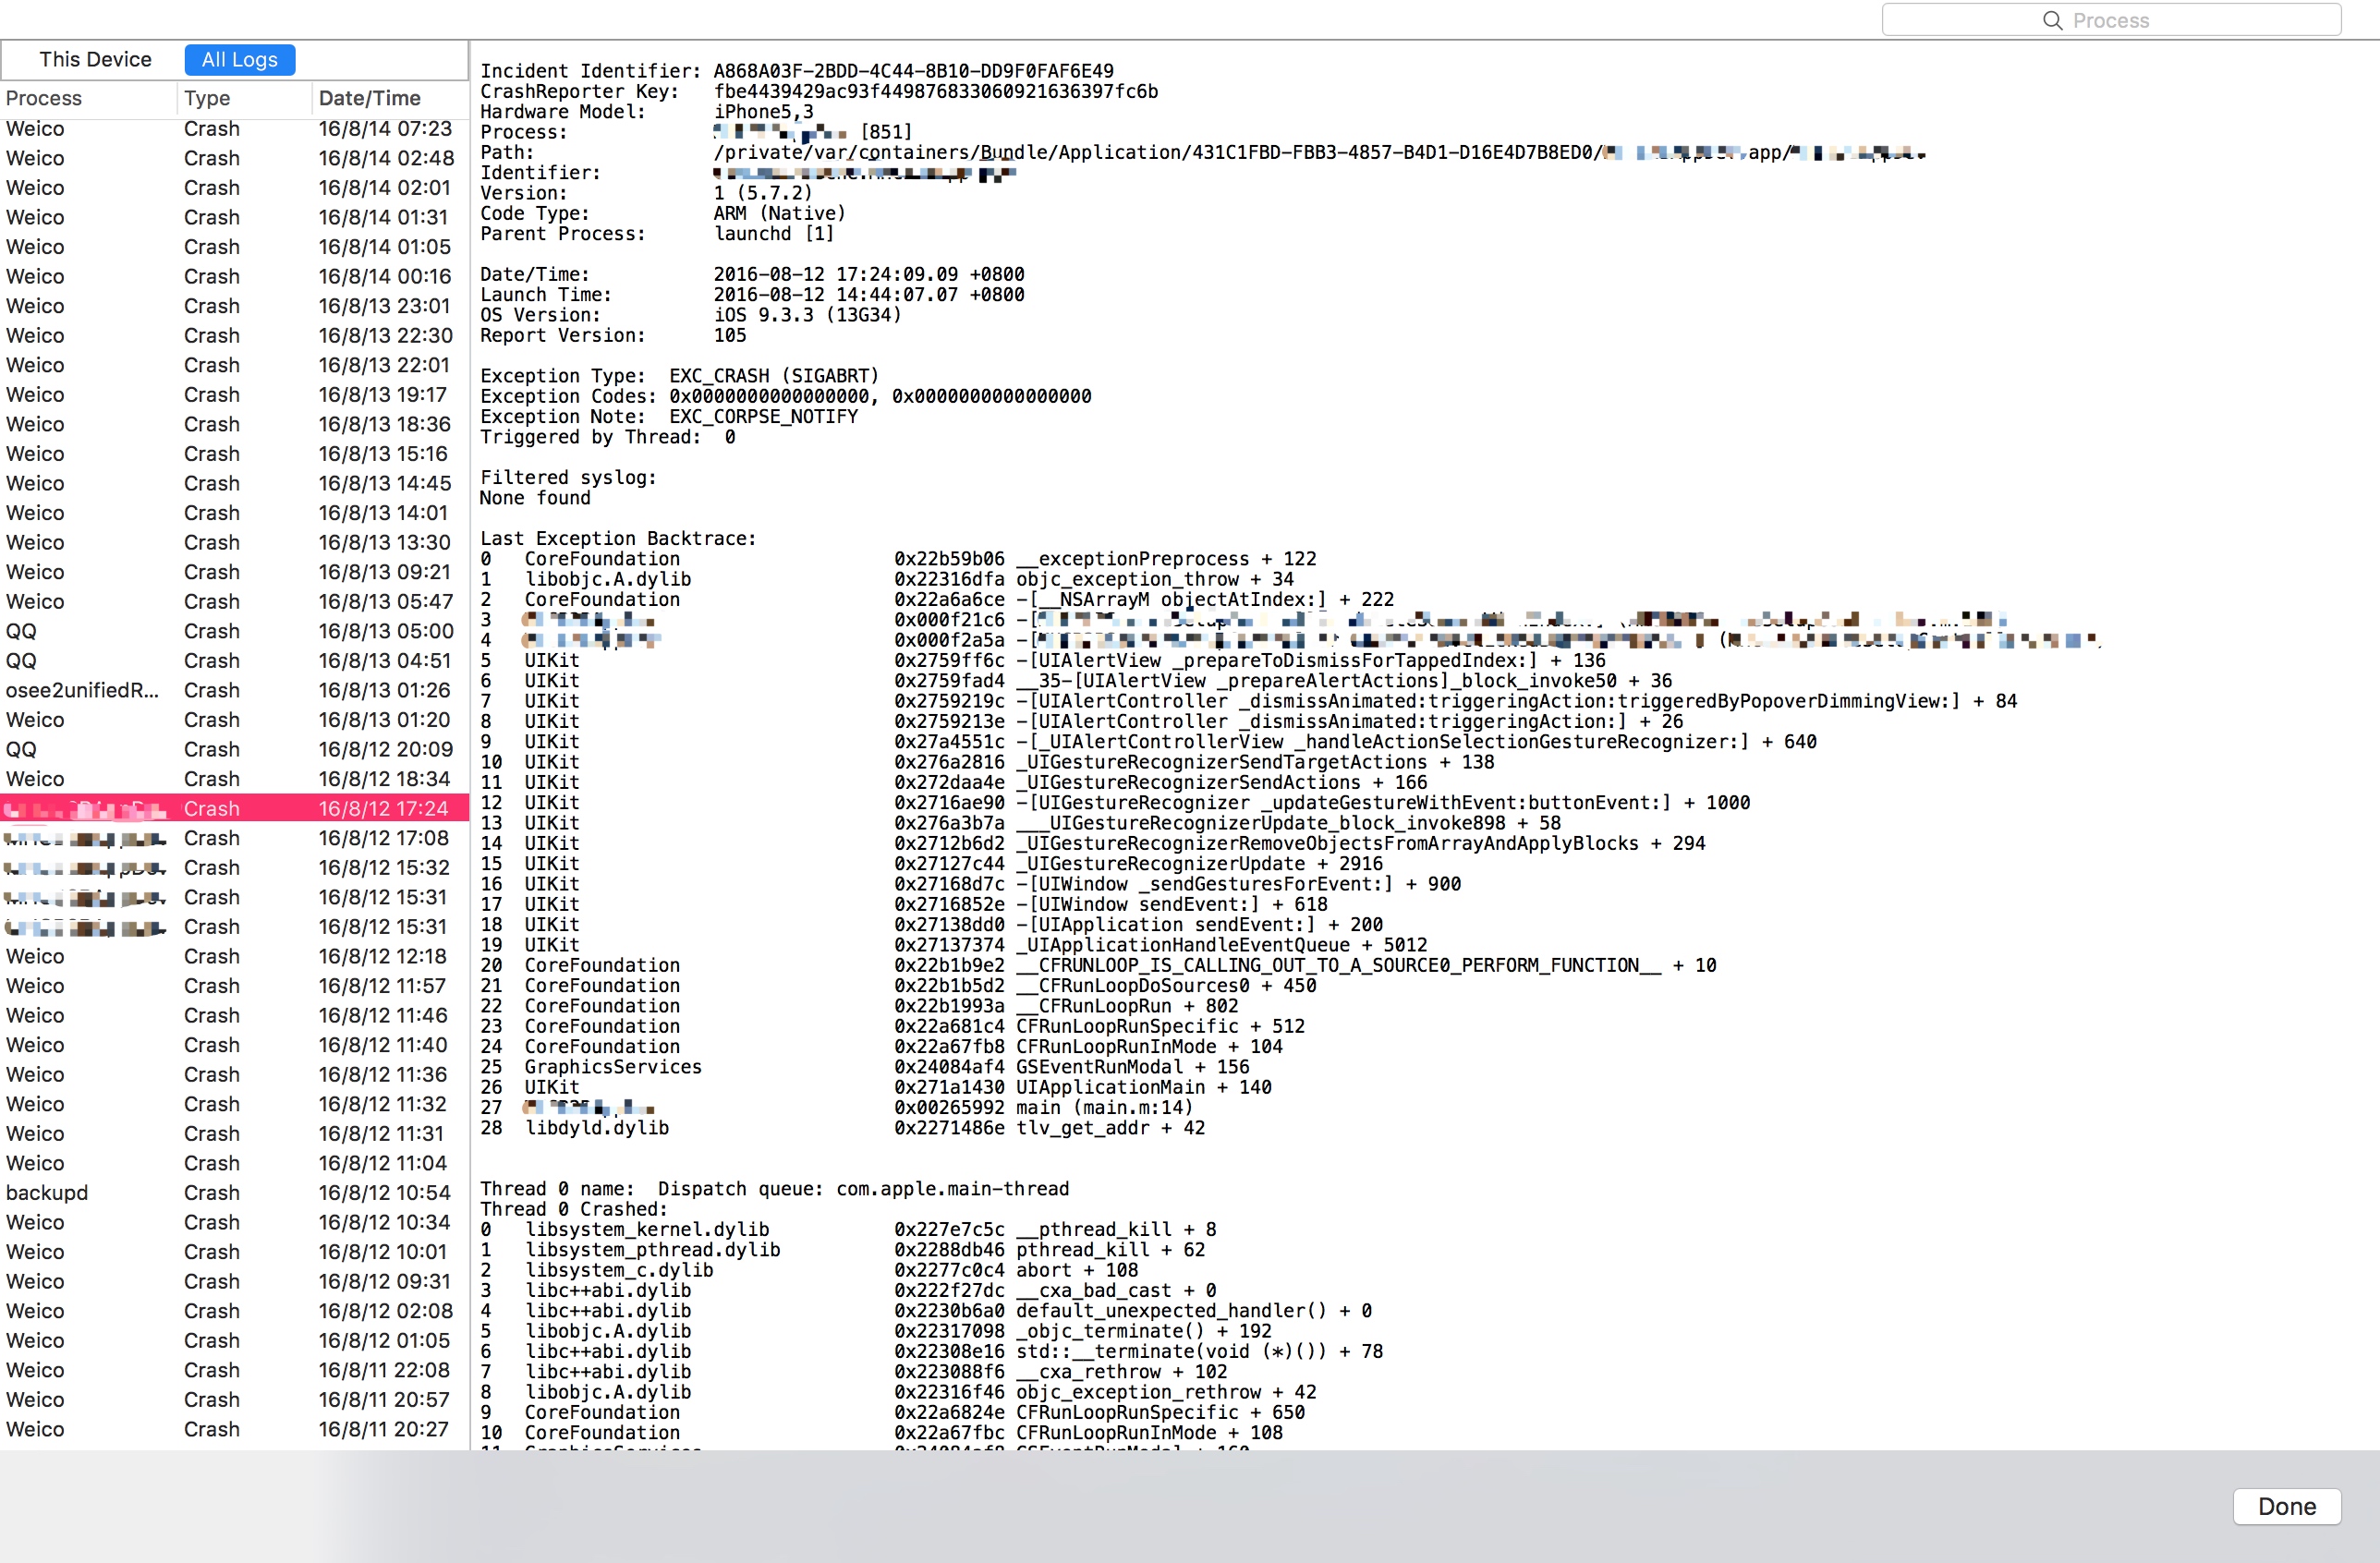 Process
This Device All Logs
Process Type Date/Time
Weico Crash 16/8/14 07:23
Weico Crash 16/8/14 02:48
Weico Crash 16/8/14 02:01
Weico Crash 16/8/14 01:31
Weico Crash 16/8/14 01:05
Weico Crash 16/8/14 00:16
Weico Crash 16/8/13 23:01
Weico Crash 16/8/13 22:30
Weico Crash 16/8/13 22:01
Weico Crash 16/8/13 19:17
Weico Crash 16/8/13 18:36
Weico Crash 16/8/13 15:16
Weico Crash 16/8/13 14:45
Weico Crash 16/8/13 14:01
Weico Crash 16/8/13 13:30
Weico Crash 16/8/13 09:21
Weico Crash 16/8/13 05:47
QQ Crash 16/8/13 05:00
QQ Crash 16/8/13 04:51
osee2unifiedR... Crash 16/8/13 01:26
Weico Crash 16/8/13 01:20
QQ Crash 16/8/12 20:09
Weico Crash 16/8/12 18:34
Crash 16/8/12 17:24
Crash 16/8/12 17:08
Crash 16/8/12 15:32
Crash 16/8/12 15:31
Crash 16/8/12 15:31
Weico Crash 16/8/12 12:18
Weico Crash 16/8/12 11:57
Weico Crash 16/8/12 11:46
Weico Crash 16/8/12 11:40
Weico Crash 16/8/12 11:36
Weico Crash 16/8/12 11:32
Weico Crash 16/8/12 11:31
Weico Crash 16/8/12 11:04
backupd Crash 16/8/12 10:54
Weico Crash 16/8/12 10:34
Weico Crash 16/8/12 10:01
Weico Crash 16/8/12 09:31
Weico Crash 16/8/12 02:08
Weico Crash 16/8/12 01:05
Weico Crash 16/8/11 22:08
Weico Crash 16/8/11 20:57
Weico Crash 16/8/11 20:27
Incident Identifier: A868A03F-2BDD-4C44-8B10-DD9F0FAF6E49
CrashReporter Key: fbe4439429ac93f449876833060921636397fc6b
Hardware Model: iPhone5,3
Process: [851]
Path: /private/var/containers/Bundle/Application/431C1FBD-FBB3-4857-B4D1-D16E4D7B8ED0/ app/
Identifier:
Version: 1 (5.7.2)
Code Type: ARM (Native)
Parent Process: launchd [1]
Date/Time: 2016-08-12 17:24:09.09 +0800
Launch Time: 2016-08-12 14:44:07.07 +0800
OS Version: iOS 9.3.3 (13G34)
Report Version: 105
Exception Type: EXC_CRASH (SIGABRT)
Exception Codes: 0x0000000000000000, 0x0000000000000000
Exception Note: EXC_CORPSE_NOTIFY
Triggered by Thread: 0
Filtered syslog:
None found
Last Exception Backtrace:
0 CoreFoundation 0x22b59b06 __exceptionPreprocess + 122
1 libobjc.A.dylib 0x22316dfa objc_exception_throw + 34
2 CoreFoundation 0x22a6a6ce -[__NSArrayM objectAtIndex:] + 222
3 0x000f21c6 -[
4 0x000f2a5a -[
5 UIKit 0x2759ff6c -[UIAlertView _prepareToDismissForTappedIndex:] + 136
6 UIKit 0x2759fad4 __35-[UIAlertView _prepareAlertActions]_block_invoke50 + 36
7 UIKit 0x2759219c -[UIAlertController _dismissAnimated:triggeringAction:triggeredByPopoverDimmingView:] + 84
8 UIKit 0x2759213e -[UIAlertController _dismissAnimated:triggeringAction:] + 26
9 UIKit 0x27a4551c -[_UIAlertControllerView _handleActionSelectionGestureRecognizer:] + 640
10 UIKit 0x276a2816 _UIGestureRecognizerSendTargetActions + 138
11 UIKit 0x272daa4e _UIGestureRecognizerSendActions + 166
12 UIKit 0x2716ae90 -[UIGestureRecognizer _updateGestureWithEvent:buttonEvent:] + 1000
13 UIKit 0x276a3b7a ___UIGestureRecognizerUpdate_block_invoke898 + 58
14 UIKit 0x2712b6d2 _UIGestureRecognizerRemoveObjectsFromArrayAndApplyBlocks + 294
15 UIKit 0x27127c44 _UIGestureRecognizerUpdate + 2916
16 UIKit 0x27168d7c -[UIWindow _sendGesturesForEvent:] + 900
17 UIKit 0x2716852e -[UIWindow sendEvent:] + 618
18 UIKit 0x27138dd0 -[UIApplication sendEvent:] + 200
19 UIKit 0x27137374 _UIApplicationHandleEventQueue + 5012
20 CoreFoundation 0x22b1b9e2 __CFRUNLOOP_IS_CALLING_OUT_TO_A_SOURCE0_PERFORM_FUNCTION__ + 10
21 CoreFoundation 0x22b1b5d2 __CFRunLoopDoSources0 + 450
22 CoreFoundation 0x22b1993a __CFRunLoopRun + 802
23 CoreFoundation 0x22a681c4 CFRunLoopRunSpecific + 512
24 CoreFoundation 0x22a67fb8 CFRunLoopRunInMode + 104
25 GraphicsServices 0x24084af4 GSEventRunModal + 156
26 UIKit 0x271a1430 UIApplicationMain + 140
27 0x00265992 main (main.m:14)
28 libdyld.dylib 0x2271486e tlv_get_addr + 42
Thread 0 name: Dispatch queue: com.apple.main-thread
Thread 0 Crashed:
0 libsystem_kernel.dylib 0x227e7c5c __pthread_kill + 8
1 libsystem_pthread.dylib 0x2288db46 pthread_kill + 62
2 libsystem_c.dylib 0x2277c0c4 abort + 108
3 libc++abi.dylib 0x222f27dc __cxa_bad_cast + 0
4 libc++abi.dylib 0x2230b6a0 default_unexpected_handler() + 0
5 libobjc.A.dylib 0x22317098 _objc_terminate() + 192
6 libc++abi.dylib 0x22308e16 std::__terminate(void (*)()) + 78
7 libc++abi.dylib 0x223088f6 __cxa_rethrow + 102
8 libobjc.A.dylib 0x22316f46 objc_exception_rethrow + 42
9 CoreFoundation 0x22a6824e CFRunLoopRunSpecific + 650
10 CoreFoundation 0x22a67fbc CFRunLoopRunInMode + 108
Done